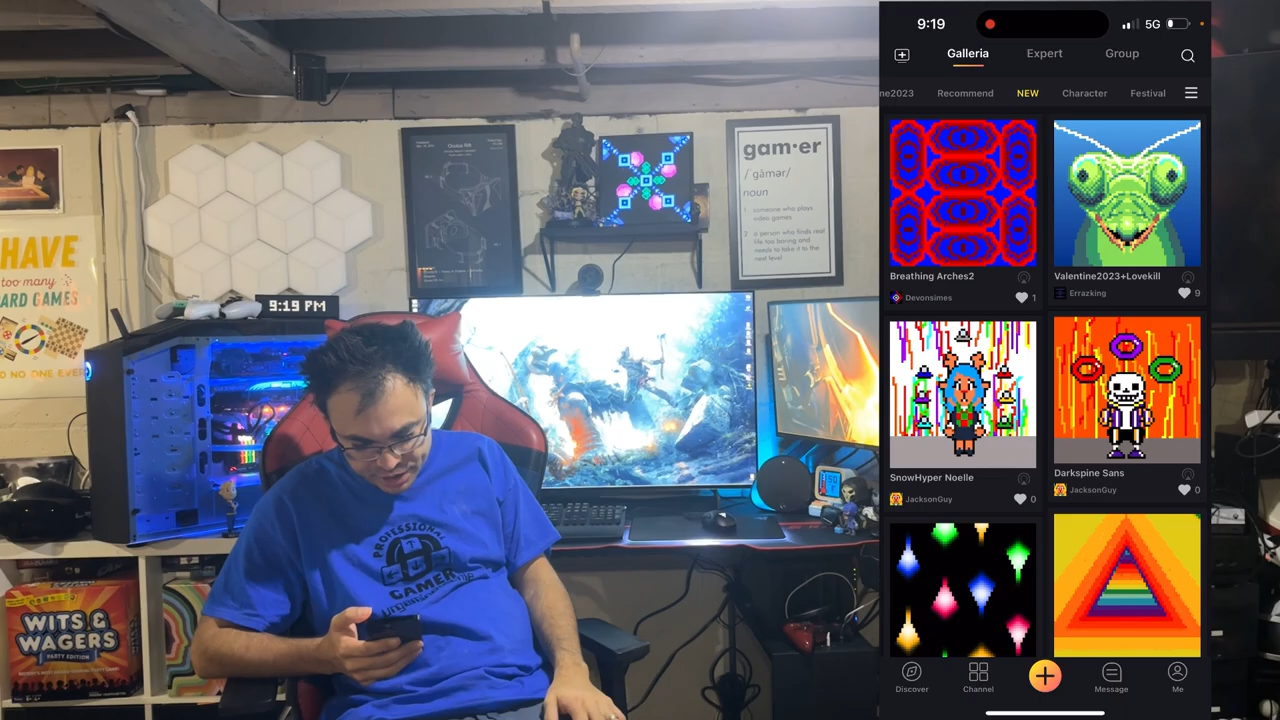 HAVE
too many
ARD GAMES
D NO ONE EVER
9:19 PM
gam·er
/ gāmər/
noun
1 someone who plays
video games
2 a person who finds real
life too boring and
needs to take it to the
next level
PROFESSIONAL
GAMER
WITS &
WAGERS
PARTY EDITION
9:19
5G
Galleria
Expert
Group
ne2023
Recommend
NEW
Character
Festival
Breathing Arches2
Devonsimes
1
Valentine2023+Lovekill
Errazking
9
SnowHyper Noelle
JacksonGuy
0
Darkspine Sans
JacksonGuy
0
Discover
Channel
Message
Me